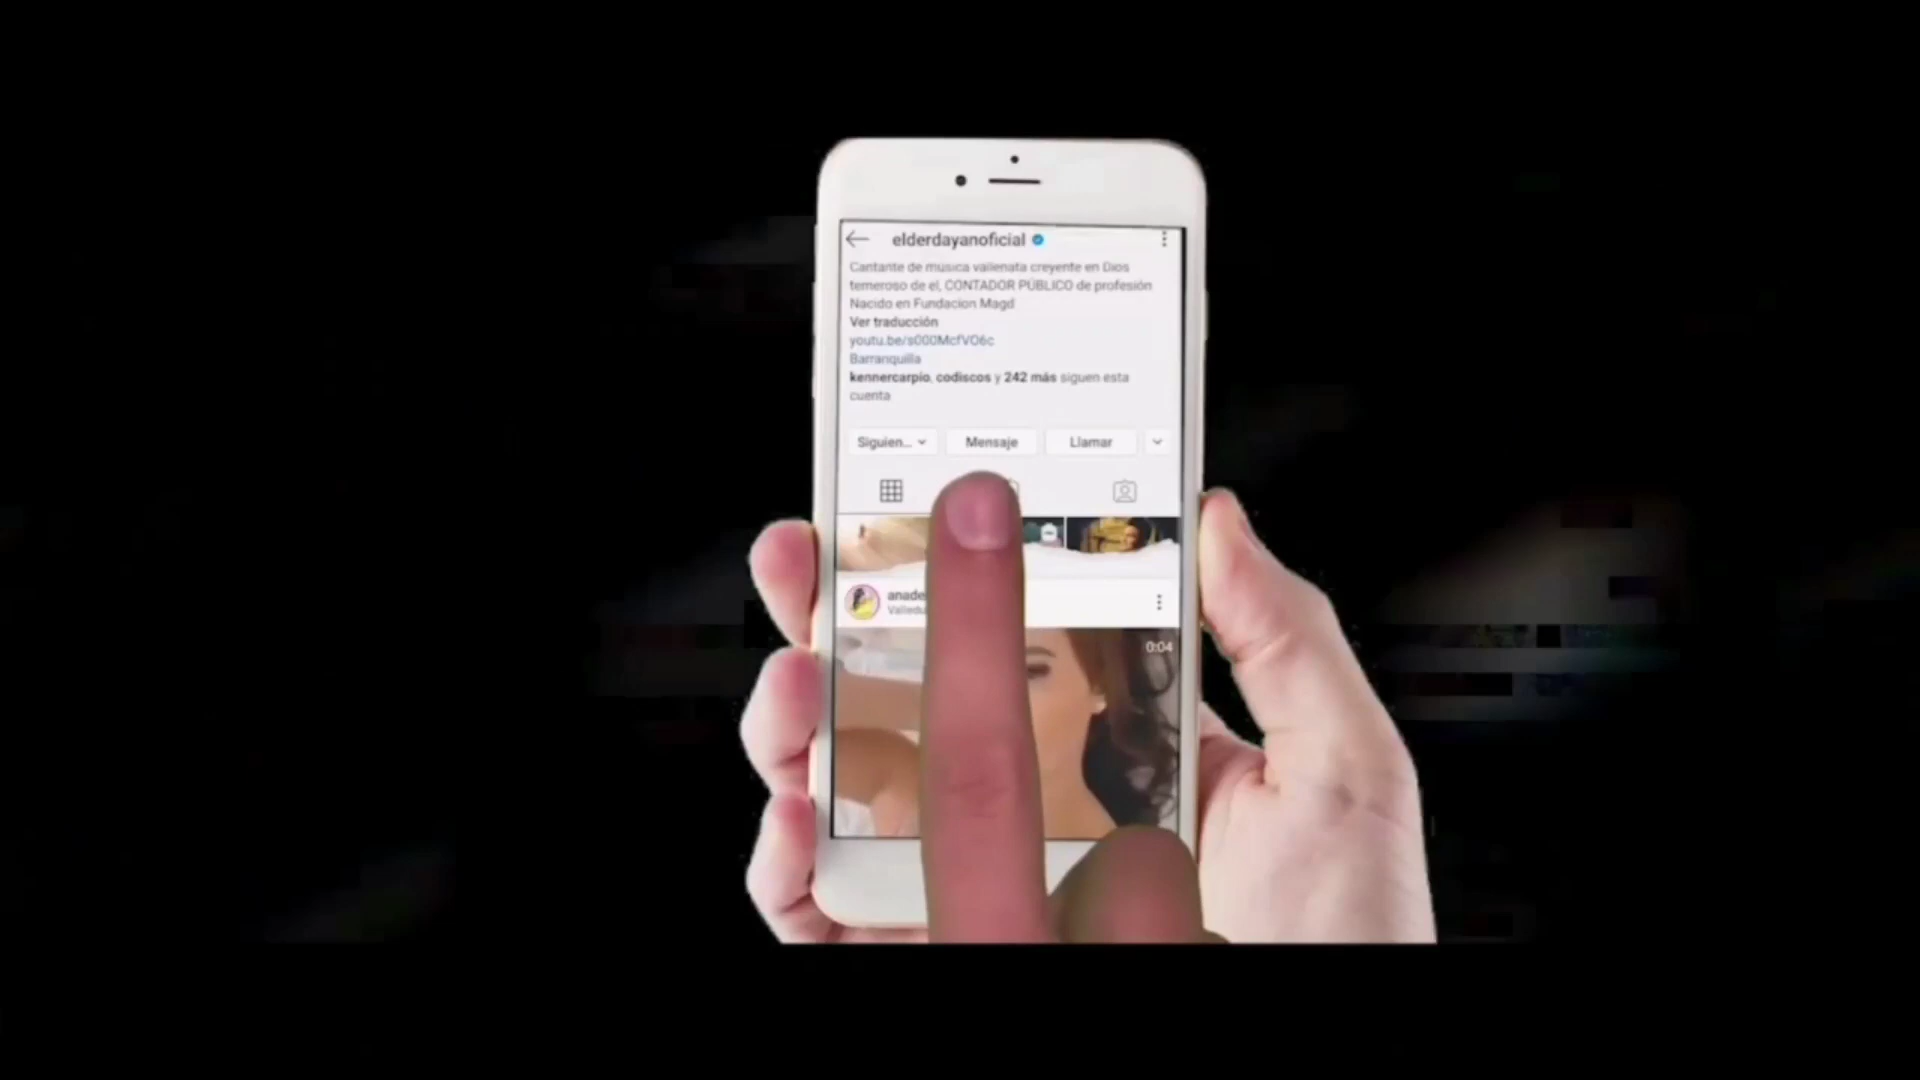 elderdayanoficial
Cantante de musica vallenata creyente en Dios
temeroso de el, CONTADOR PÚBLICO de profesión
Nacido en Fundacion Magd
Ver traducción
youtu.be/s000McfVO6c
Barranquilla
kennercarpio, codiscos y 242 más siguen esta
cuenta
Siguien... Mensaje Llamar
0:04